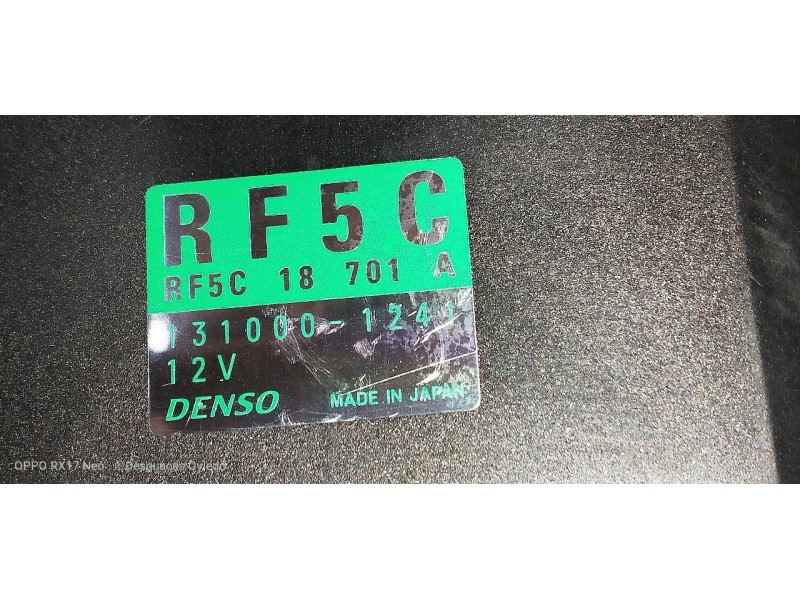 RF5C
RF5C 18 701 A
131000-1241
12V
DENSO MADE IN JAPAN
OPPO RX17 Neo ©Desguaces Oviedo